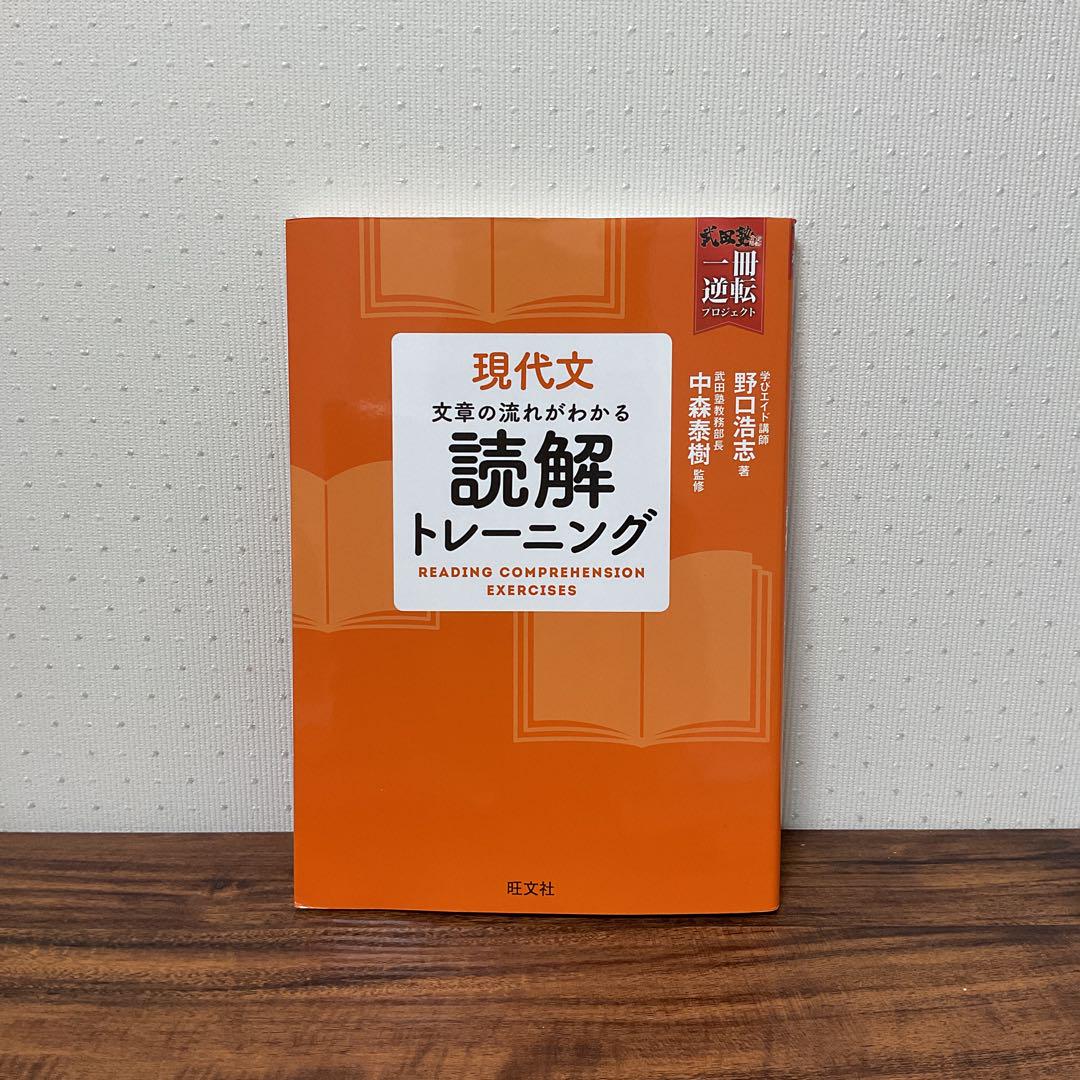 武田塾
一冊
逆転
プロジェクト
現代文
文章の流れがわかる
読解
トレーニング
READING COMPREHENSION
EXERCISES
学びエイド講師
野口浩志 著
武田塾教務部長
中森泰樹 監修
旺文社